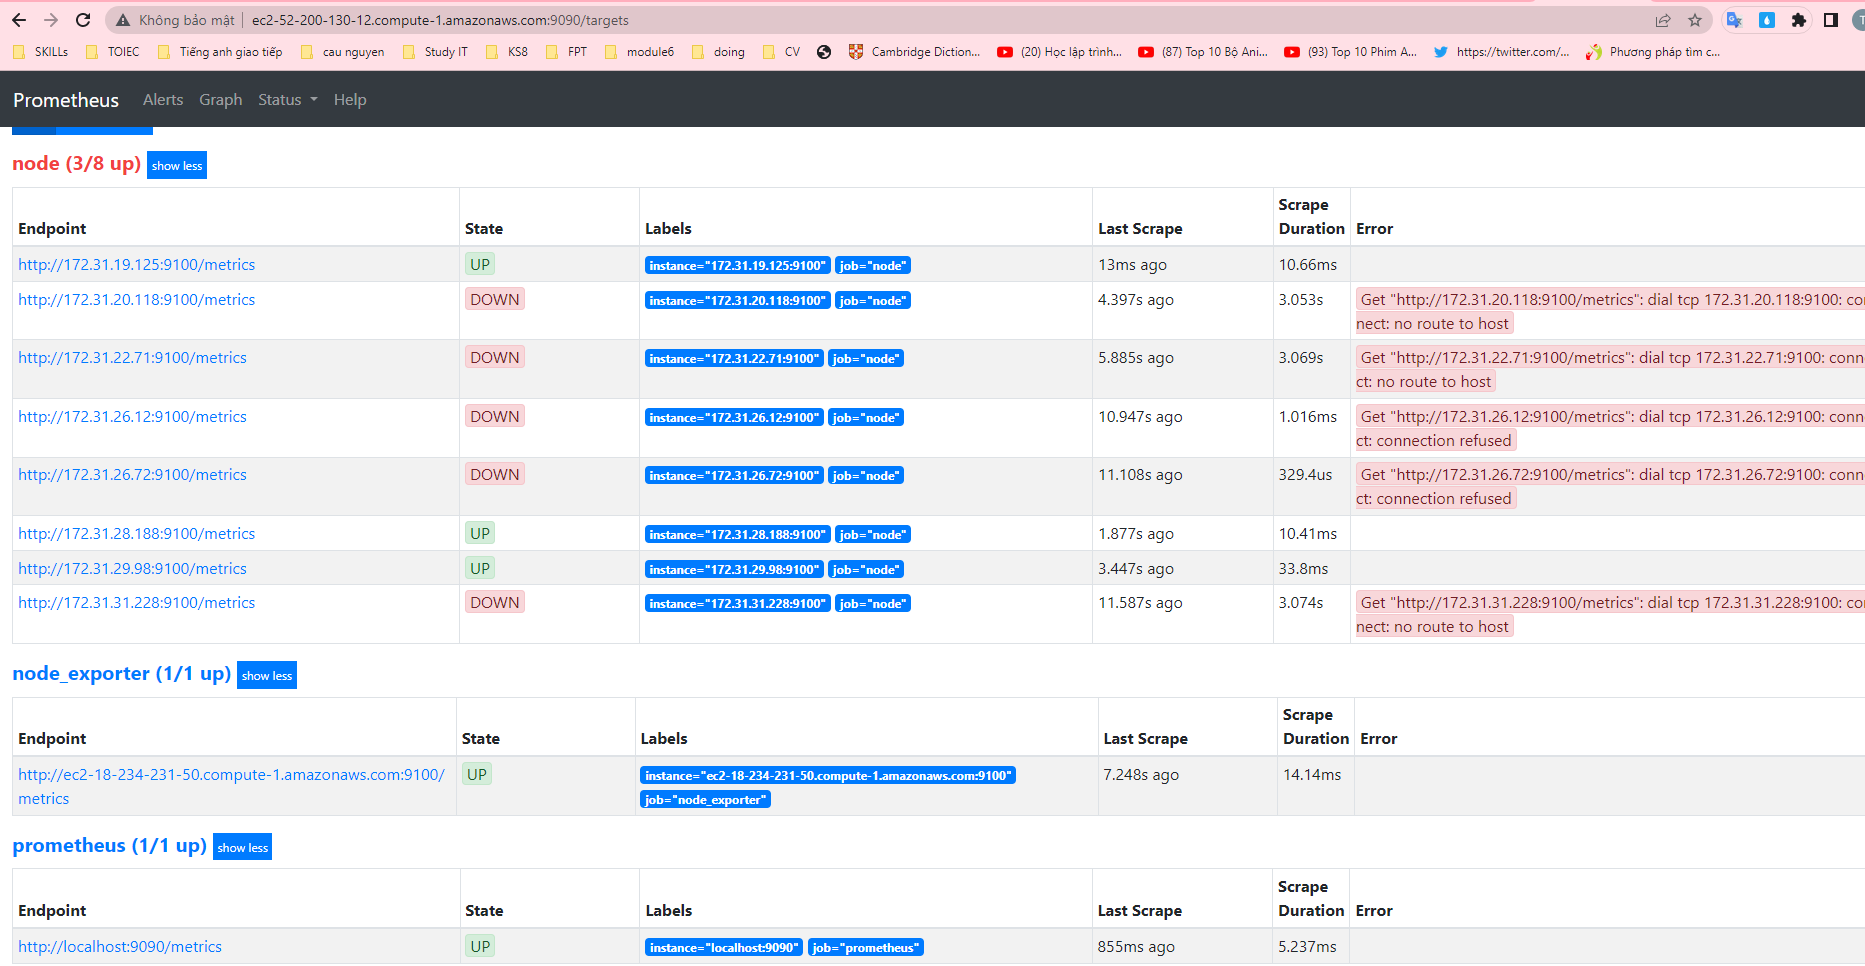 Không bảo mật | ec2-52-200-130-12.compute-1.amazonaws.com:9090/targets
SKILLs TOIEC Tiếng anh giao tiếp cau nguyen Study IT KS8 FPT module6 doing CV Cambridge Diction... (20) Học lập trình... (87) Top 10 Bộ Ani... (93) Top 10 Phim A... https://twitter.com/... Phương pháp tìm c...
Prometheus Alerts Graph Status Help
node (3/8 up) show less
Endpoint State Labels Last Scrape Scrape Duration Error
http://172.31.19.125:9100/metrics UP instance="172.31.19.125:9100" job="node" 13ms ago 10.66ms
http://172.31.20.118:9100/metrics DOWN instance="172.31.20.118:9100" job="node" 4.397s ago 3.053s Get "http://172.31.20.118:9100/metrics": dial tcp 172.31.20.118:9100: con
nect: no route to host
http://172.31.22.71:9100/metrics DOWN instance="172.31.22.71:9100" job="node" 5.885s ago 3.069s Get "http://172.31.22.71:9100/metrics": dial tcp 172.31.22.71:9100: conn
ct: no route to host
http://172.31.26.12:9100/metrics DOWN instance="172.31.26.12:9100" job="node" 10.947s ago 1.016ms Get "http://172.31.26.12:9100/metrics": dial tcp 172.31.26.12:9100: conn
ct: connection refused
http://172.31.26.72:9100/metrics DOWN instance="172.31.26.72:9100" job="node" 11.108s ago 329.4us Get "http://172.31.26.72:9100/metrics": dial tcp 172.31.26.72:9100: conn
ct: connection refused
http://172.31.28.188:9100/metrics UP instance="172.31.28.188:9100" job="node" 1.877s ago 10.41ms
http://172.31.29.98:9100/metrics UP instance="172.31.29.98:9100" job="node" 3.447s ago 33.8ms
http://172.31.31.228:9100/metrics DOWN instance="172.31.31.228:9100" job="node" 11.587s ago 3.074s Get "http://172.31.31.228:9100/metrics": dial tcp 172.31.31.228:9100: con
nect: no route to host
node_exporter (1/1 up) show less
Endpoint State Labels Last Scrape Scrape Duration Error
http://ec2-18-234-231-50.compute-1.amazonaws.com:9100/ UP instance="ec2-18-234-231-50.compute-1.amazonaws.com:9100" 7.248s ago 14.14ms
metrics job="node_exporter"
prometheus (1/1 up) show less
Endpoint State Labels Last Scrape Scrape Duration Error
http://localhost:9090/metrics UP instance="localhost:9090" job="prometheus" 855ms ago 5.237ms